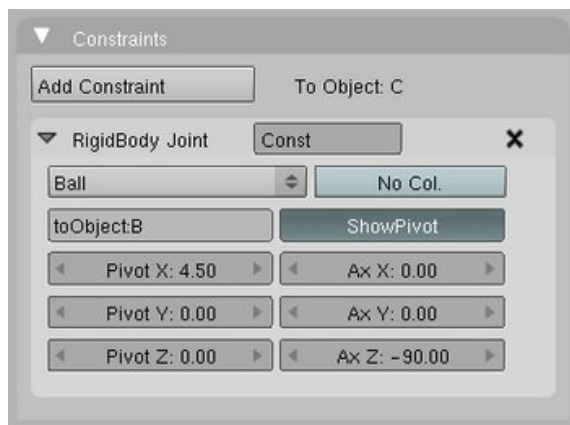 Constraints
Add Constraint To Object: C
RigidBody Joint Const
Ball No Col.
toObject:B ShowPivot
Pivot X: 4.50 Ax X: 0.00
Pivot Y: 0.00 Ax Y: 0.00
Pivot Z: 0.00 Ax Z: -90.00